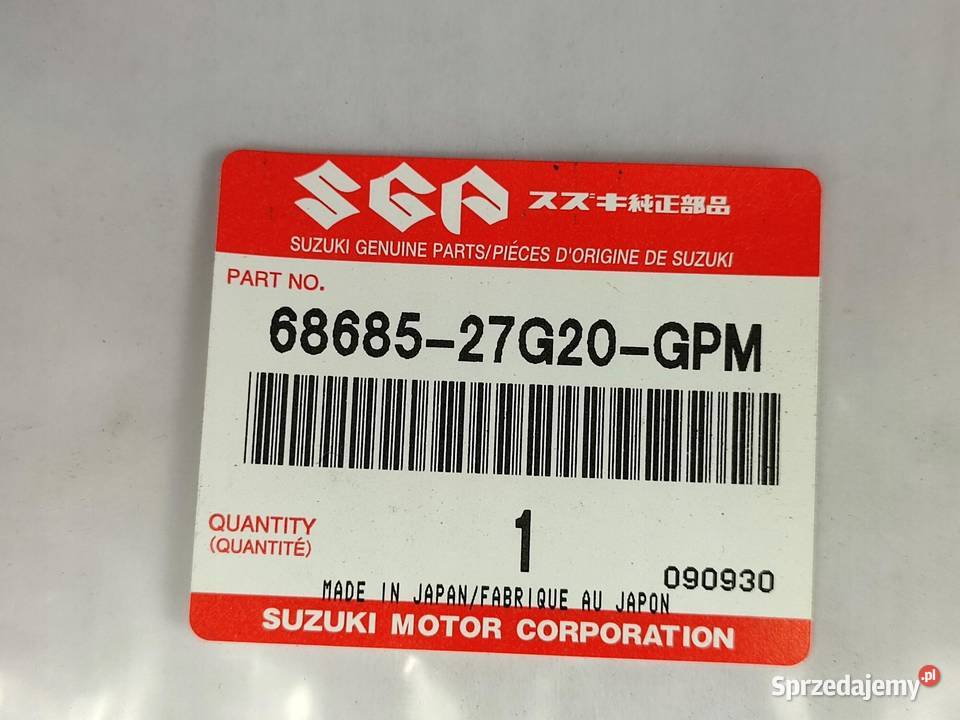 SGP スズキ純正部品
SUZUKI GENUINE PARTS/PIÉCES D'ORIGINE DE SUZUKI
PART NO.
68685-27G20-GPM
QUANTITY 1
(QUANTITÉ)
090930
MADE IN JAPAN/FABRIQUE AU JAPON
SUZUKI MOTOR CORPORATION
Sprzedajemy.pl